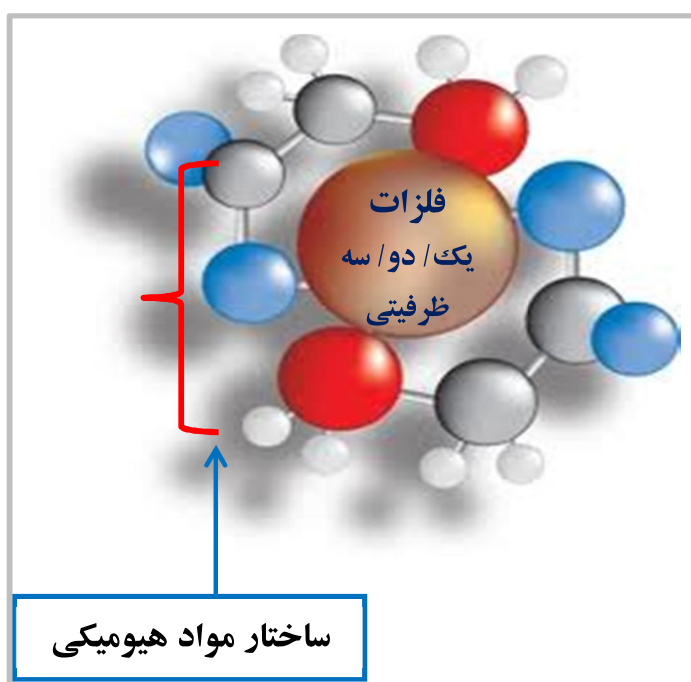 فلزات
یک/ دو/ سه
ظرفیتی
ساختار مواد هیومیکی